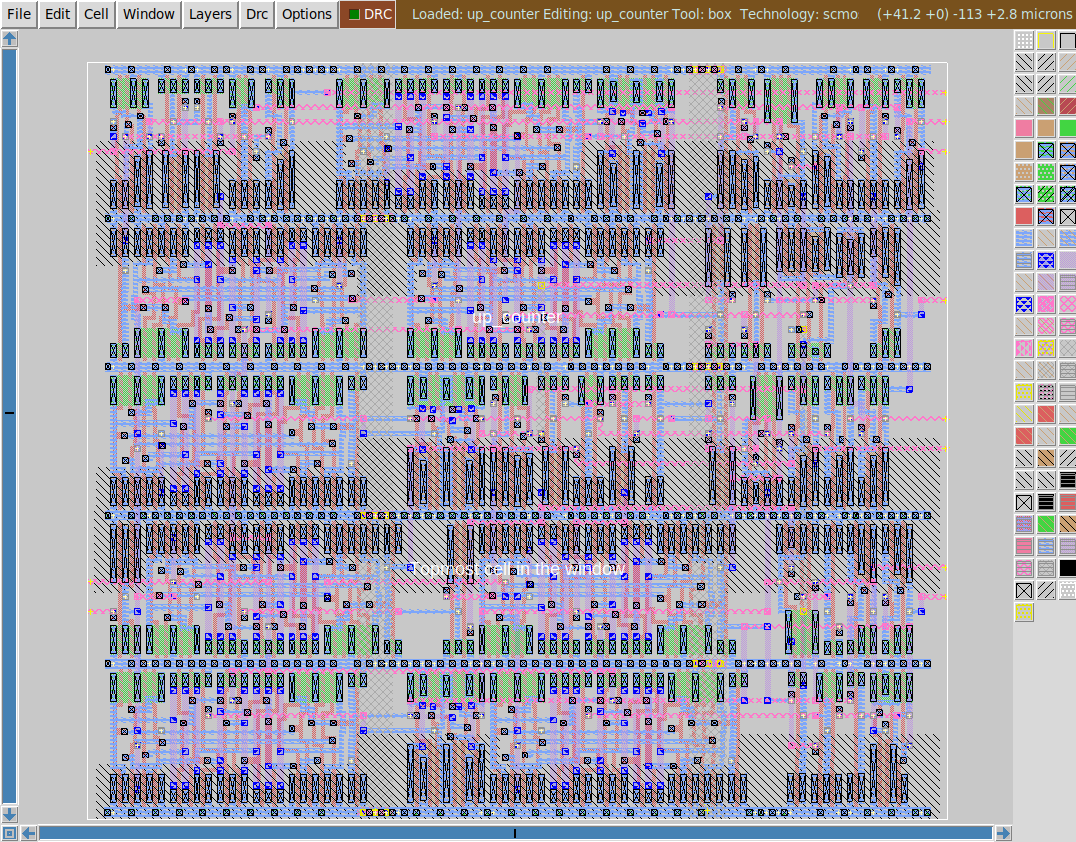 File Edit Cell Window Layers Drc Options DRC Loaded: up_counter Editing: up_counter Tool: box Technology: scmo (+41.2 +0) -113 +2.8 microns
up_counter
Topmost cell in the window